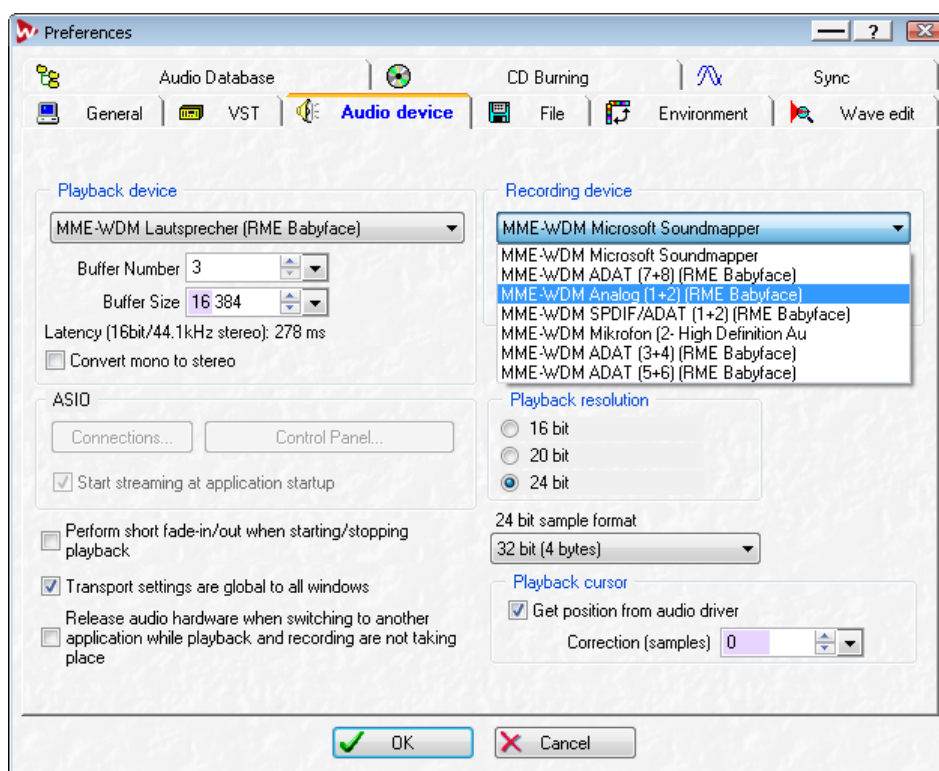 Preferences
?
Audio Database
CD Burning
Sync
General
VST
Audio device
File
Environment
Wave edit
Playback device
MME-WDM Lautsprecher (RME Babyface)
Buffer Number 3
Buffer Size 16 384
Latency (16bit/44.1kHz stereo): 278 ms
Convert mono to stereo
Recording device
MME-WDM Microsoft Soundmapper
MME-WDM Microsoft Soundmapper
MME-WDM ADAT (7+8) (RME Babyface)
MME-WDM Analog (1+2) (RME Babyface)
MME-WDM SPDIF/ADAT (1+2) (RME Babyface)
MME-WDM Mikrofon (2- High Definition Au
MME-WDM ADAT (3+4) (RME Babyface)
MME-WDM ADAT (5+6) (RME Babyface)
ASIO
Connections...
Control Panel...
Start streaming at application startup
Playback resolution
16 bit
20 bit
24 bit
Perform short fade-in/out when starting/stopping
playback
Transport settings are global to all windows
Release audio hardware when switching to another
application while playback and recording are not taking
place
24 bit sample format
32 bit (4 bytes)
Playback cursor
Get position from audio driver
Correction (samples) 0
OK
Cancel